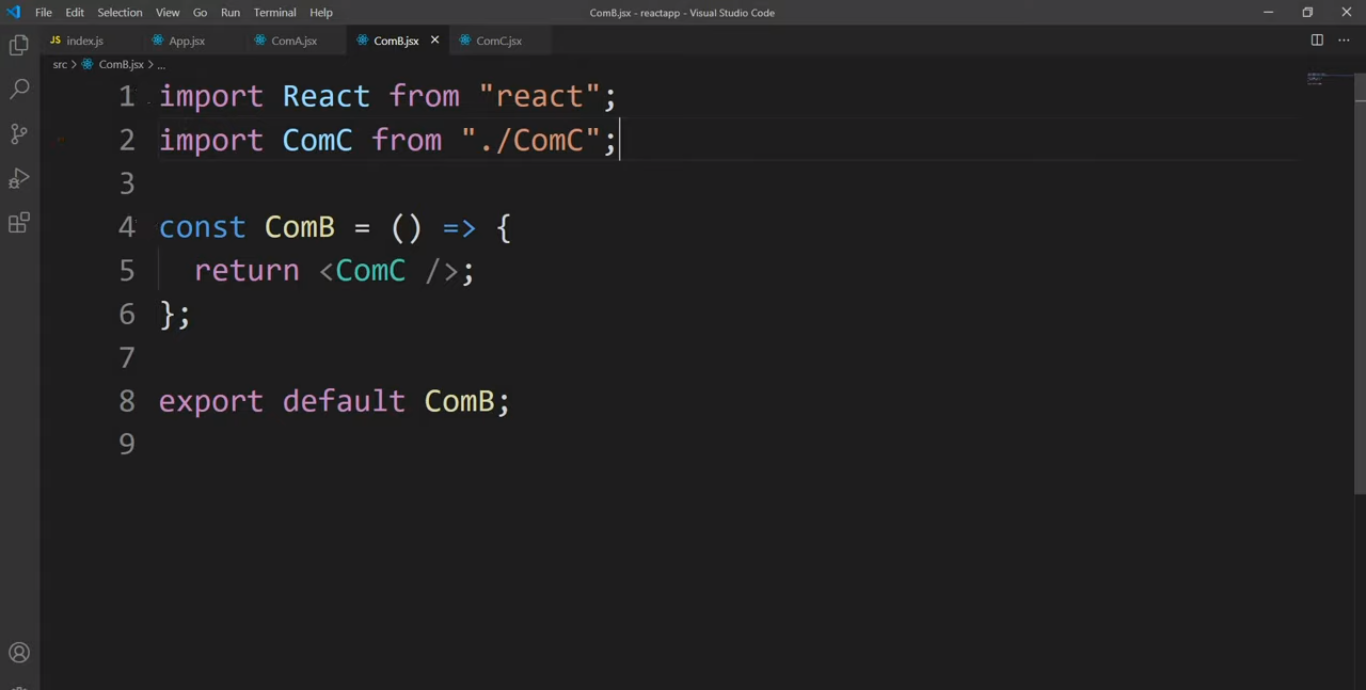 File Edit Selection View Go Run Terminal Help ComB.jsx - reactapp - Visual Studio Code
JS index.js App.jsx ComA.jsx ComB.jsx ComC.jsx
src > ComB.jsx > ...
1 import React from "react";
2 import ComC from "./ComC";
3
4 const ComB = () => {
5 return <ComC />;
6 };
7
8 export default ComB;
9